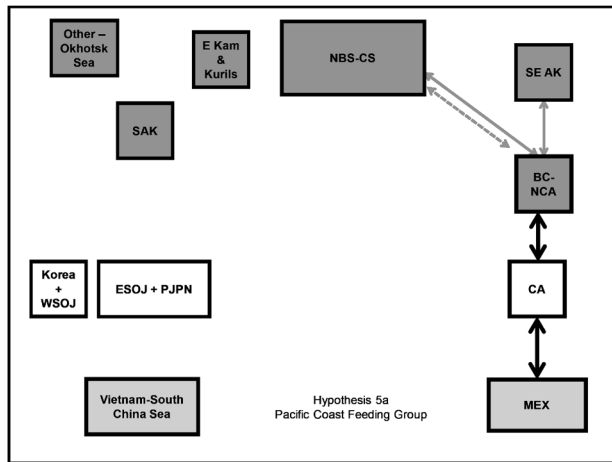 Other –
Okhotsk
Sea
E Kam
&
Kurils
NBS-CS
SE AK
SAK
BC-
NCA
Korea
+
WSOJ
ESOJ + PJPN
CA
Vietnam-South
China Sea
Hypothesis 5a
Pacific Coast Feeding Group
MEX